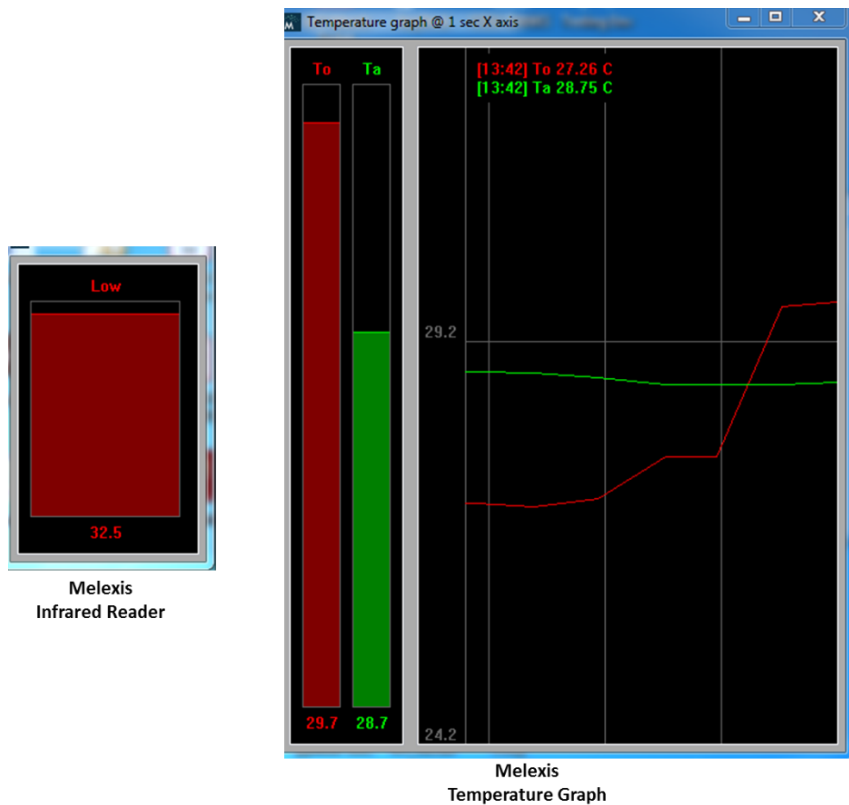 Temperature graph @ 1 sec X axis
To Ta
[13:42] To 27.26 C
[13:42] Ta 28.75 C
29.2
24.2
29.7 28.7
Low
32.5
Melexis
Infrared Reader
Melexis
Temperature Graph